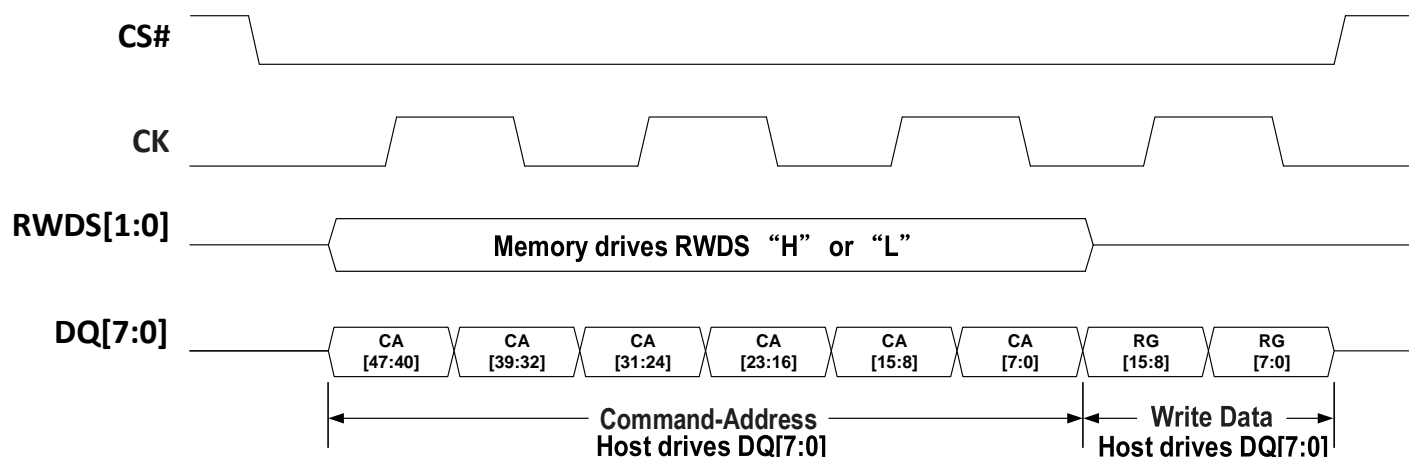 CS#
CK
RWDS[1:0]
Memory drives RWDS “H” or “L”
DQ[7:0]
CA
[47:40]
CA
[39:32]
CA
[31:24]
CA
[23:16]
CA
[15:8]
CA
[7:0]
RG
[15:8]
RG
[7:0]
Command-Address
Host drives DQ[7:0]
Write Data
Host drives DQ[7:0]